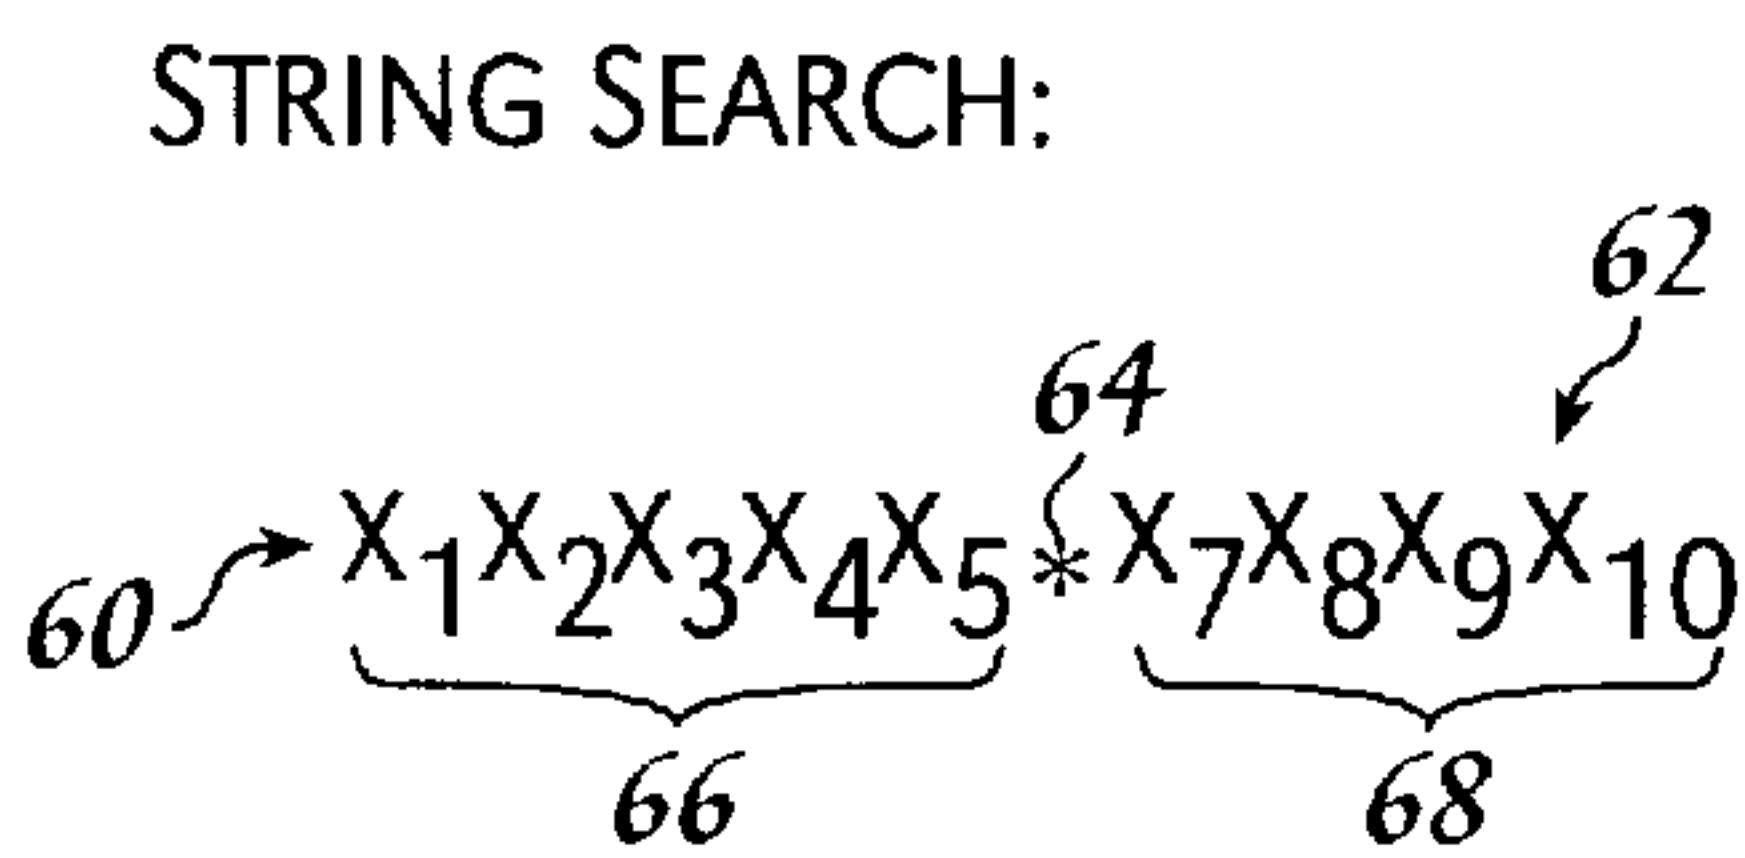 STRING SEARCH:
62
64
60 X₁X₂X₃X₄X₅*X₇X₈X₉X₁₀
66 68